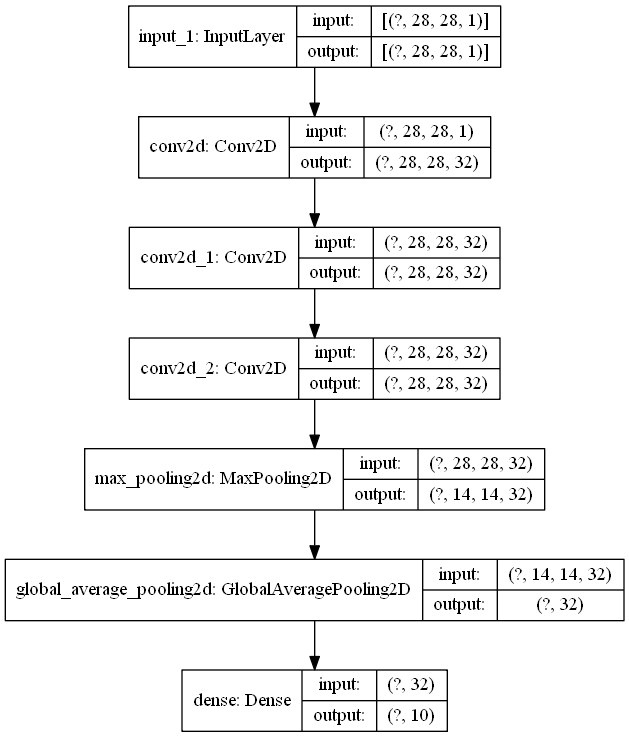 input_1: InputLayer
input: [(?, 28, 28, 1)]
output: [(?, 28, 28, 1)]
conv2d: Conv2D
input: (?, 28, 28, 1)
output: (?, 28, 28, 32)
conv2d_1: Conv2D
input: (?, 28, 28, 32)
output: (?, 28, 28, 32)
conv2d_2: Conv2D
input: (?, 28, 28, 32)
output: (?, 28, 28, 32)
max_pooling2d: MaxPooling2D
input: (?, 28, 28, 32)
output: (?, 14, 14, 32)
global_average_pooling2d: GlobalAveragePooling2D
input: (?, 14, 14, 32)
output: (?, 32)
dense: Dense
input: (?, 32)
output: (?, 10)